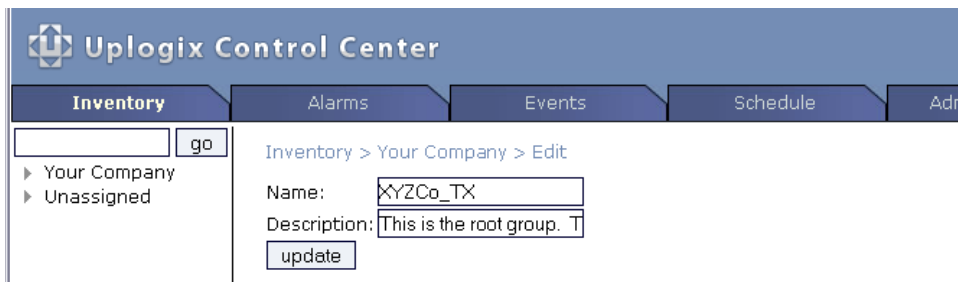 Uplogix Control Center
Inventory Alarms Events Schedule Adr
go
Your Company
Unassigned
Inventory > Your Company > Edit
Name: XYZCo_TX
Description: This is the root group. T
update